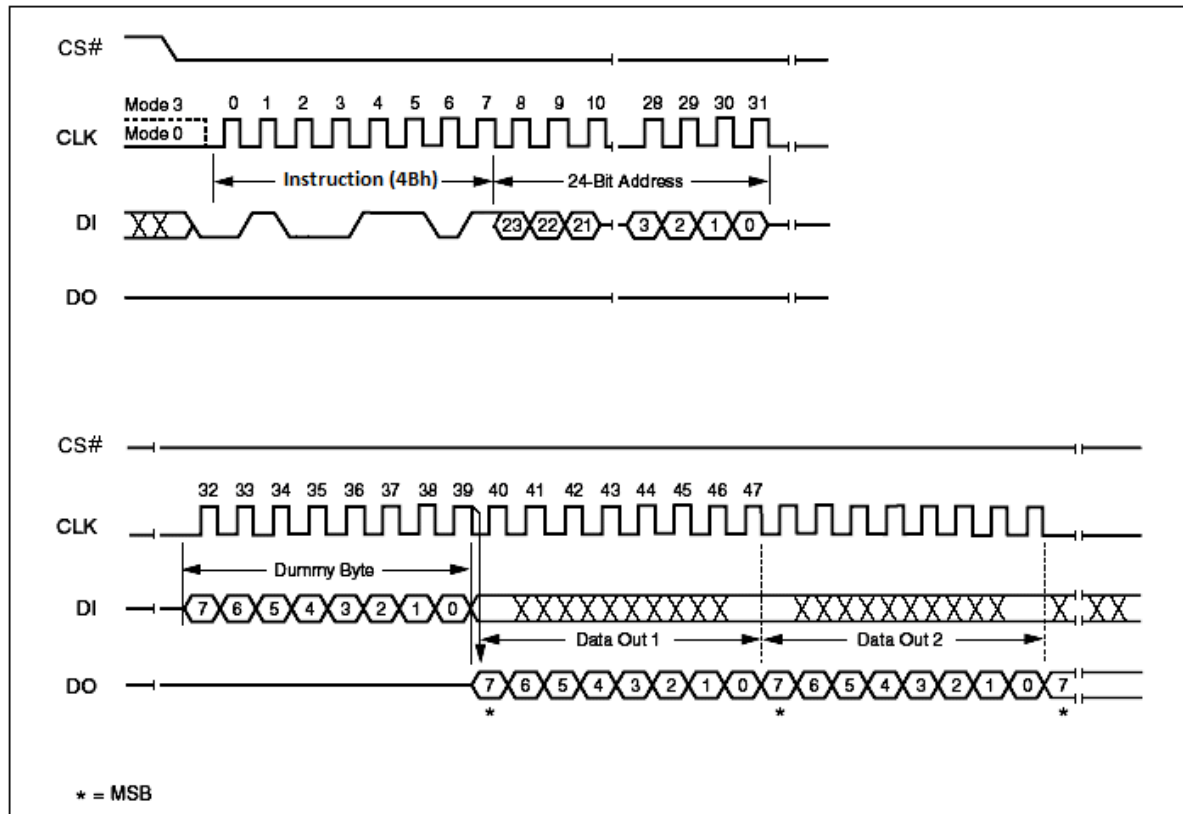 CS#
Mode 3 0 1 2 3 4 5 6 7 8 9 10 28 29 30 31
CLK Mode 0
Instruction (4Bh) 24-Bit Address
DI 23 22 21 3 2 1 0
DO
CS#
32 33 34 35 36 37 38 39 40 41 42 43 44 45 46 47
CLK
Dummy Byte
DI 7 6 5 4 3 2 1 0
Data Out 1 Data Out 2
DO 7 6 5 4 3 2 1 0 7 6 5 4 3 2 1 0 7
* * *
* = MSB